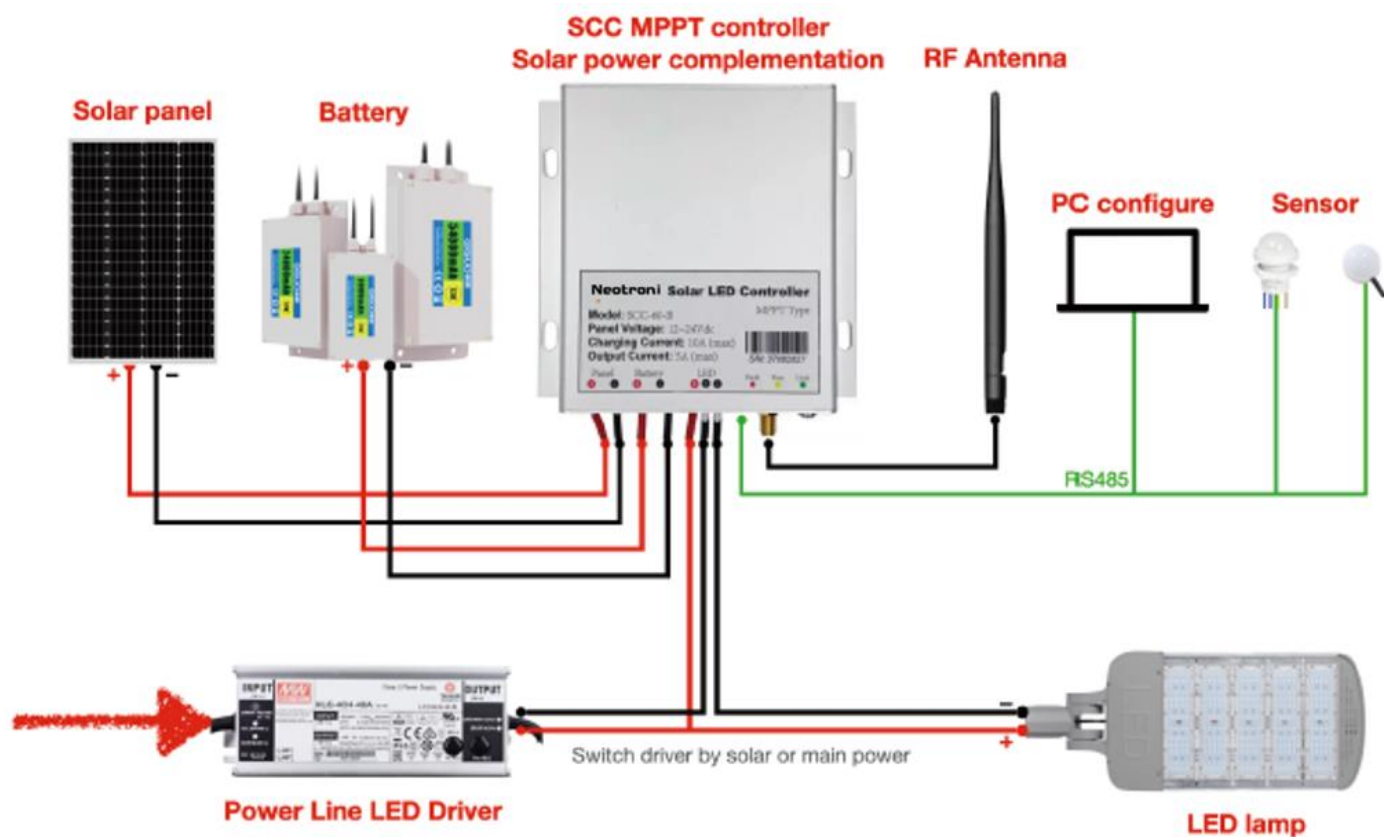 SCC MPPT controller
Solar power complementation
RF Antenna
Solar panel
Battery
PC configure
Sensor
Neotroni Solar LED Controller
Model: SCC-60-B
MPPT Type
Panel Voltage: 12~24Vdc
Charging Current: 10A (max)
Output Current: 5A (max)
Panel Battery LED
+ -
+ -
RS485
INPUT
OUTPUT
Switch driver by solar or main power
-
+
Power Line LED Driver
LED lamp